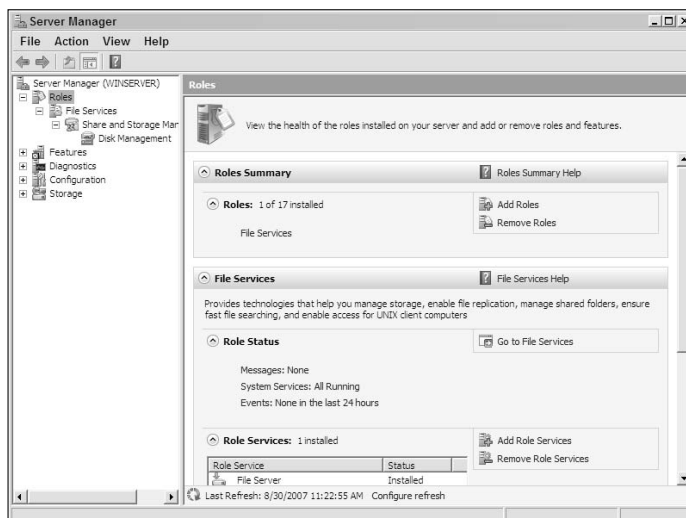 Server Manager
File Action View Help
Server Manager (WINSERVER)
Roles
File Services
Share and Storage Mar
Disk Management
Features
Diagnostics
Configuration
Storage
Roles
View the health of the roles installed on your server and add or remove roles and features.
Roles Summary
Roles Summary Help
Roles: 1 of 17 installed
Add Roles
Remove Roles
File Services
File Services
File Services Help
Provides technologies that help you manage storage, enable file replication, manage shared folders, ensure
fast file searching, and enable access for UNIX client computers
Role Status
Go to File Services
Messages: None
System Services: All Running
Events: None in the last 24 hours
Role Services: 1 installed
Add Role Services
Remove Role Services
Role Service Status
File Server Installed
Last Refresh: 8/30/2007 11:22:55 AM Configure refresh